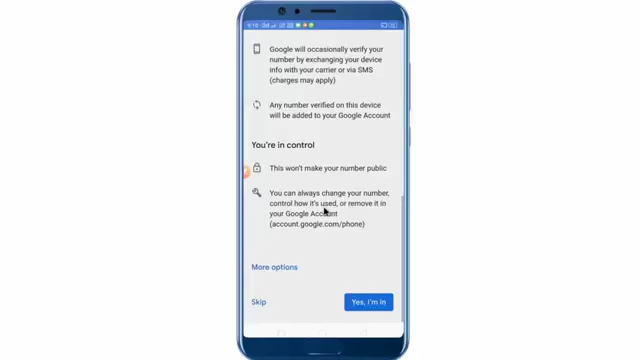 Google will occasionally verify your
number by exchanging your device
info with your carrier or via SMS
(charges may apply)
Any number verified on this device
will be added to your Google Account
You're in control
This won't make your number public
You can always change your number,
control how it's used, or remove it in
your Google Account
(account.google.com/phone)
More options
Skip
Yes, I'm in